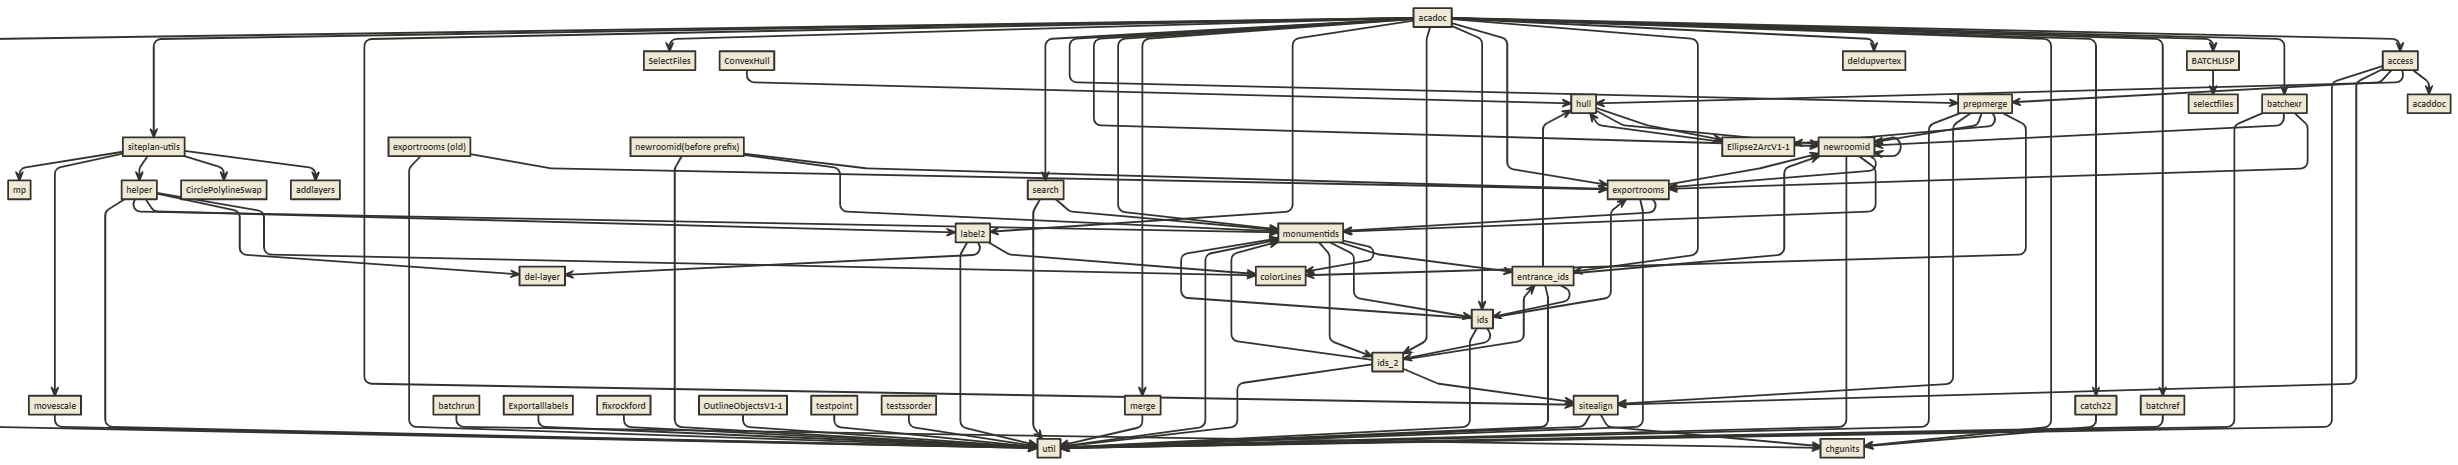 acadoc
SelectFiles
ConvexHull
deldupvertex
BATCHLISP
access
hull
prepmerge
selectfiles
batchexr
acaddoc
siteplan-utils
exportrooms (old)
newroomid(before prefix)
Ellipse2ArcV1-1
newroomid
mp
helper
CirclePolylineSwap
addlayers
search
exportrooms
label2
monumentids
del-layer
colorLines
entrance_ids
ids
ids_2
movescale
batchrun
Exportalllabels
fixrockford
OutlineObjectsV1-1
testpoint
testssorder
merge
sitealign
catch22
batchref
util
chgunits